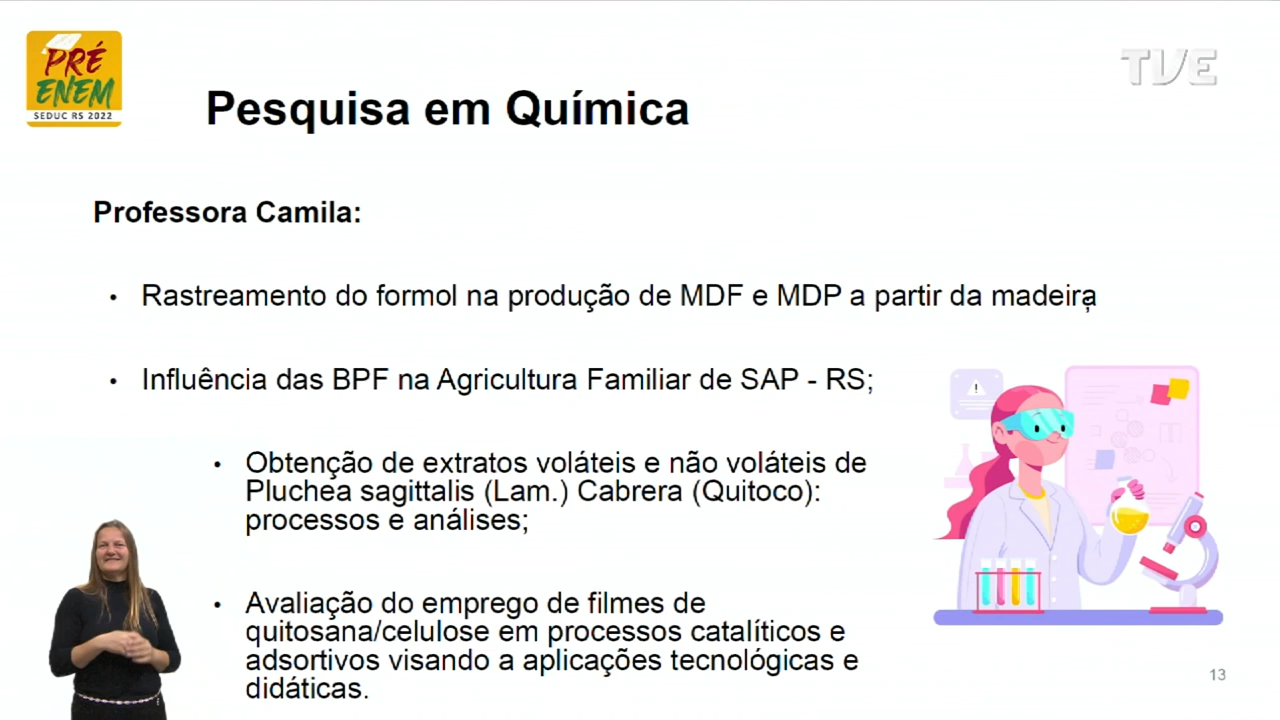 PRÉ
ENEM
SEDUC RS 2022
TVE
Pesquisa em Química
Professora Camila:
• Rastreamento do formol na produção de MDF e MDP a partir da madeira;
• Influência das BPF na Agricultura Familiar de SAP - RS;
• Obtenção de extratos voláteis e não voláteis de
Pluchea sagittalis (Lam.) Cabrera (Quitoco):
processos e análises;
• Avaliação do emprego de filmes de
quitosana/celulose em processos catalíticos e
adsortivos visando a aplicações tecnológicas e
didáticas.
!
13